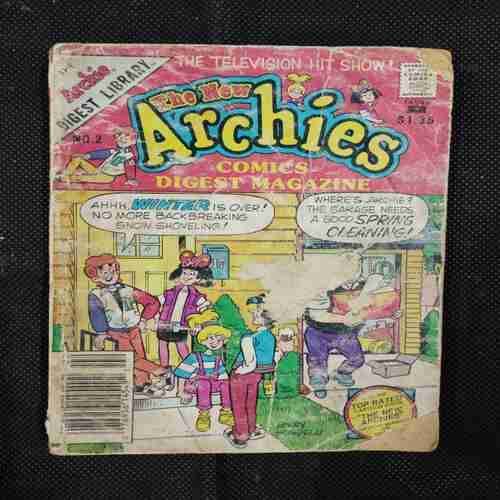 THE Archie DIGEST LIBRARY
THE TELEVISION HIT SHOW!
NO. 2
The New
Archies
COMICS
DIGEST MAGAZINE
$1.35
AHHH, WINTER IS OVER!
NO MORE BACKBREAKING
SNOW SHOVELING!
WHERE'S ARCHIE?
THE GARAGE NEEDS
A GOOD SPRING
CLEANING!
TOP-RATED
"THE NEW
ARCHIES"